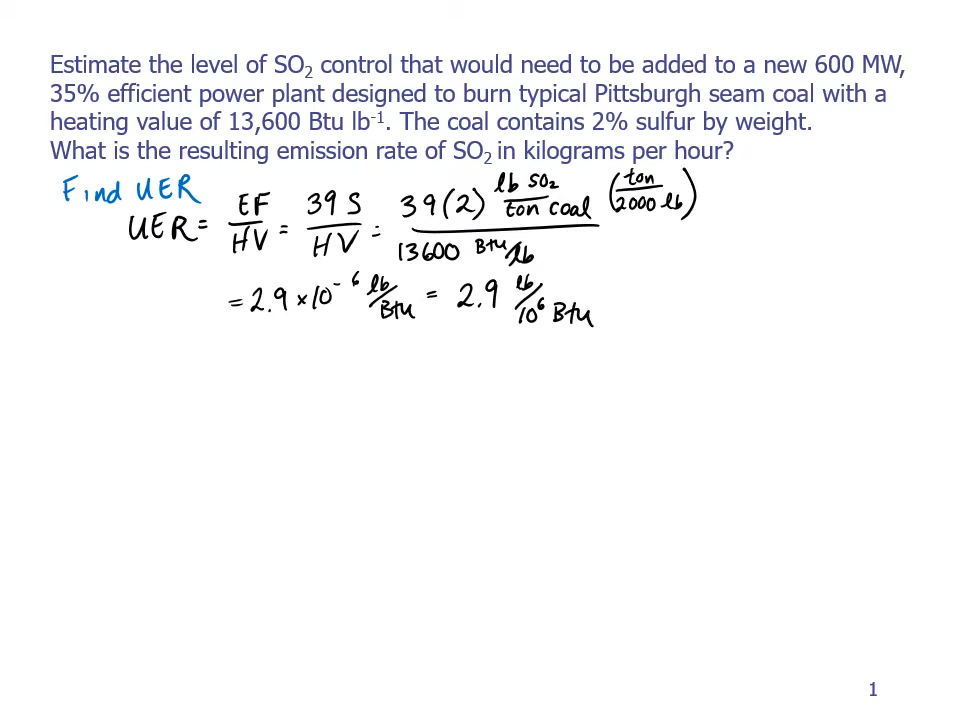 Estimate the level of SO2 control that would need to be added to a new 600 MW,
35% efficient power plant designed to burn typical Pittsburgh seam coal with a
heating value of 13,600 Btu lb-1. The coal contains 2% sulfur by weight.
What is the resulting emission rate of SO2 in kilograms per hour?
Find UER
UER = EF/HV = 39 S/HV = 39(2) lb SO2/ton coal (ton/2000 lb) / 13600 Btu/lb
= 2.9 × 10-6 lb/Btu = 2.9 lb/106 Btu
1